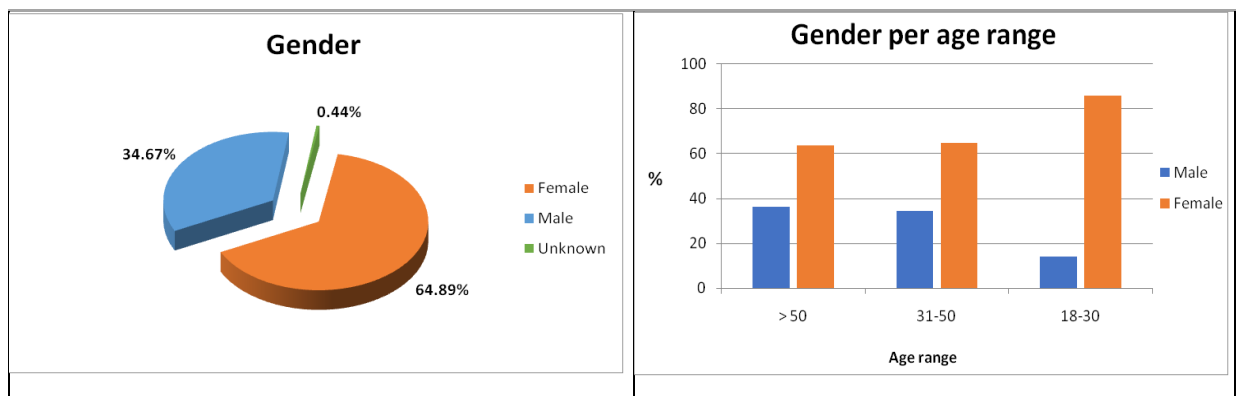 Gender
0.44%
34.67%
64.89%
Female
Male
Unknown
Gender per age range
100
80
60
40
20
0
%
>50
31-50
18-30
Age range
Male
Female